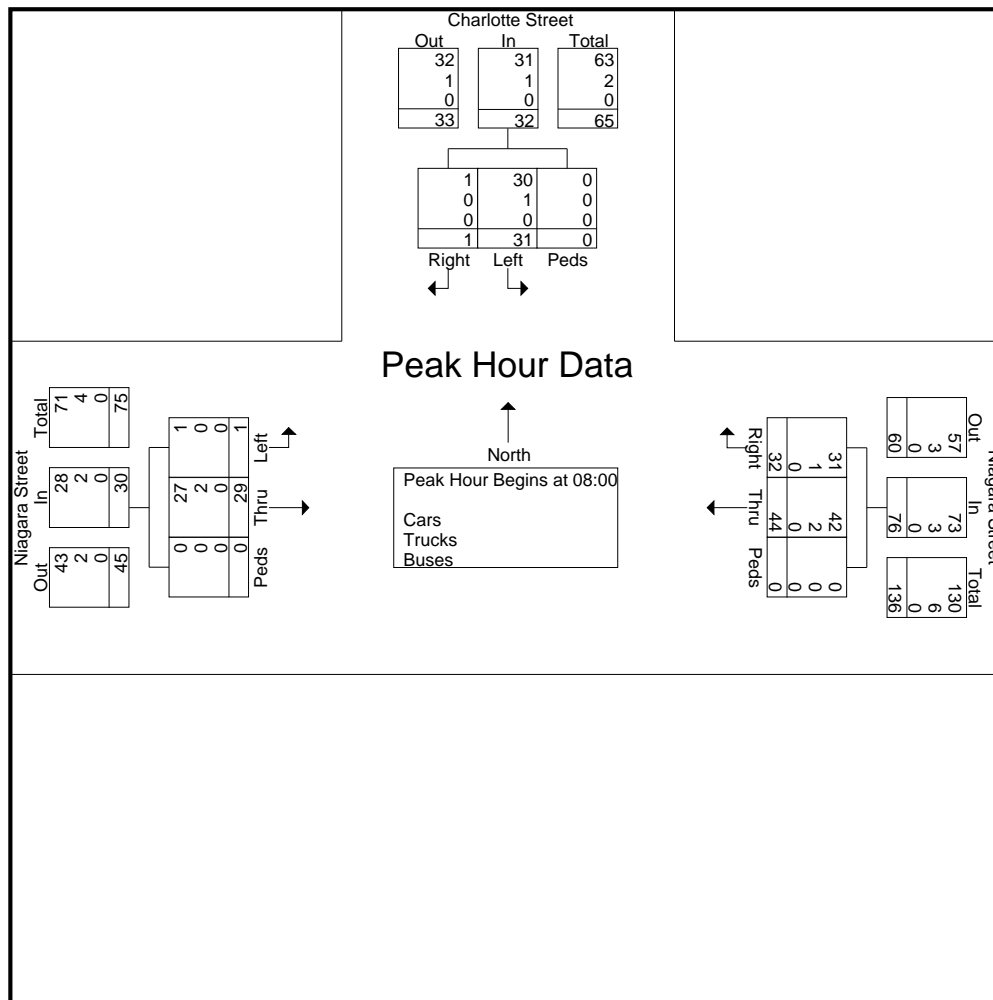 Charlotte Street
Out In Total
32 31 63
1 1 2
0 0 0
33 32 65
1 30 0
0 1 0
0 0 0
1 31 0
Right Left Peds
Peak Hour Data
North
Peak Hour Begins at 08:00
Cars
Trucks
Buses
Niagara Street
Out In Total
43 28 71
2 2 4
0 0 0
45 30 75
0 27 1
0 2 0
0 0 0
0 29 1
Peds Thru Left
Niagara Street
Out In Total
57 73 130
3 3 6
0 0 0
60 76 136
31 42 0
1 2 0
0 0 0
32 44 0
Right Thru Peds